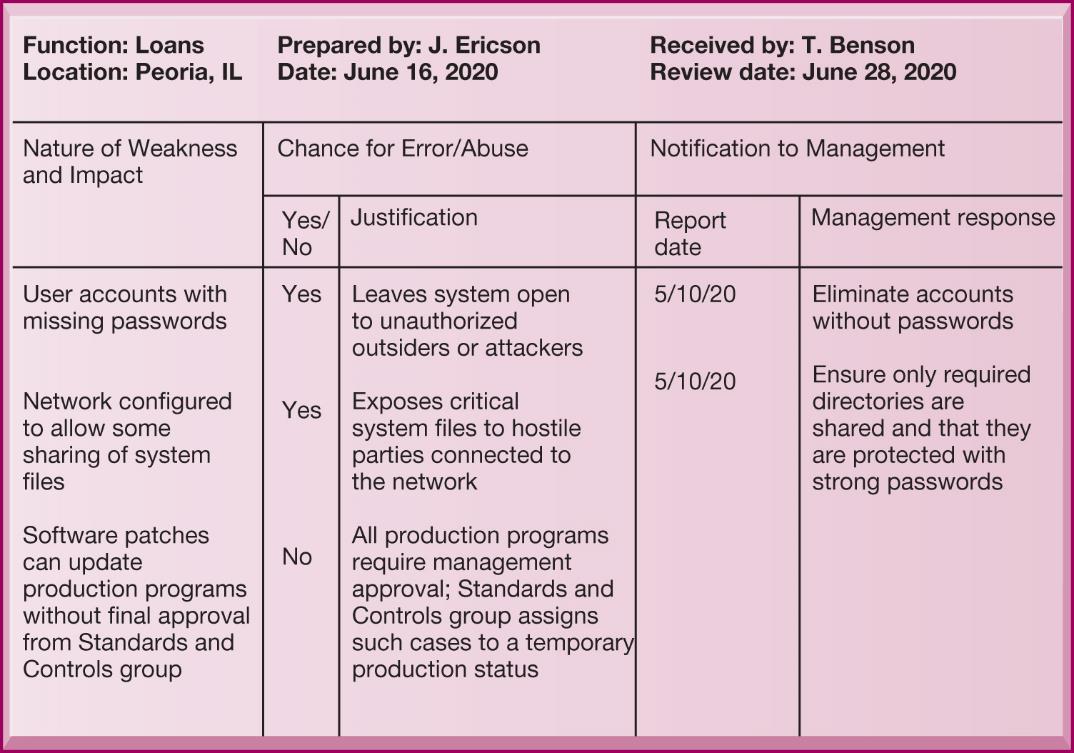 Function: Loans
Location: Peoria, IL
Prepared by: J. Ericson
Date: June 16, 2020
Received by: T. Benson
Review date: June 28, 2020
Nature of Weakness
and Impact
Chance for Error/Abuse
Notification to Management
Yes/
No
Justification
Report
date
Management response
User accounts with
missing passwords
Yes
Leaves system open
to unauthorized
outsiders or attackers
5/10/20
Eliminate accounts
without passwords
Network configured
to allow some
sharing of system
files
Yes
Exposes critical
system files to hostile
parties connected to
the network
5/10/20
Ensure only required
directories are
shared and that they
are protected with
strong passwords
Software patches
can update
production programs
without final approval
from Standards and
Controls group
No
All production programs
require management
approval; Standards and
Controls group assigns
such cases to a temporary
production status